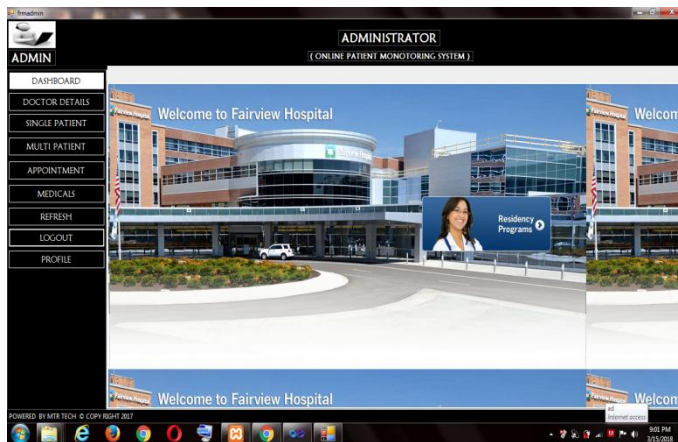 frmadmin
ADMINISTRATOR
( ONLINE PATIENT MONOTORING SYSTEM )
ADMIN
DASHBOARD
DOCTOR DETAILS
SINGLE PATIENT
MULTI PATIENT
APPOINTMENT
MEDICALS
REFRESH
LOGOUT
PROFILE
Welcome to Fairview Hospital
Welcom
Residency
Programs
Welcome to Fairview Hospital
Welcom
POWERED BY MTR TECH © COPY RIGHT 2017
ed
Internet access
9:01 PM
3/15/2018